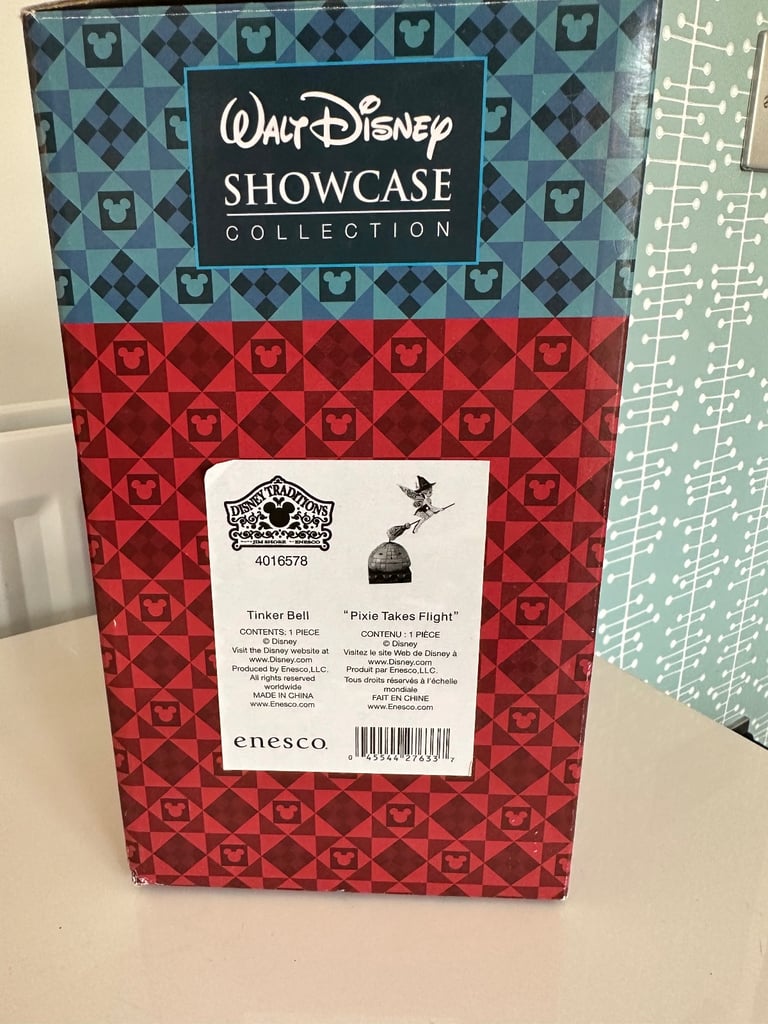 WALT DISNEY
SHOWCASE
COLLECTION
DISNEY TRADITIONS
JIM SHORE ENESCO
4016578
Tinker Bell
CONTENTS: 1 PIECE
© Disney
Visit the Disney website at
www.Disney.com
Produced by Enesco,LLC.
All rights reserved
worldwide
MADE IN CHINA
www.Enesco.com
"Pixie Takes Flight"
CONTENU : 1 PIÈCE
© Disney
Visitez le site Web de Disney à
www.Disney.com
Produit par Enesco,LLC.
Tous droits réservés à l'échelle
mondiale
FAIT EN CHINE
www.Enesco.com
enesco.
0 45544 27633 7